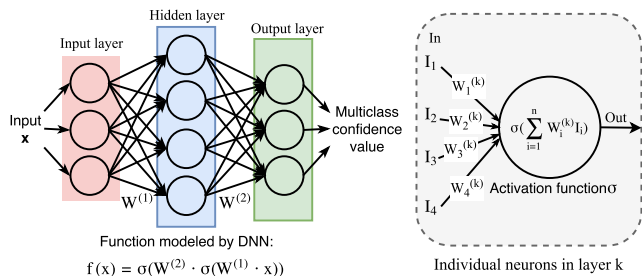 Input layer
Hidden layer
Output layer
Input
x
W⁽¹⁾
W⁽²⁾
Multiclass
confidence
value
Function modeled by DNN:
f (x) = σ(W⁽²⁾ · σ(W⁽¹⁾ · x))
In
I₁
I₂
I₃
I₄
W₁⁽ᵏ⁾
W₂⁽ᵏ⁾
W₃⁽ᵏ⁾
W₄⁽ᵏ⁾
σ(∑ᵢ₌₁ⁿ Wᵢ⁽ᵏ⁾Iᵢ)
Out
Activation functionσ
Individual neurons in layer k